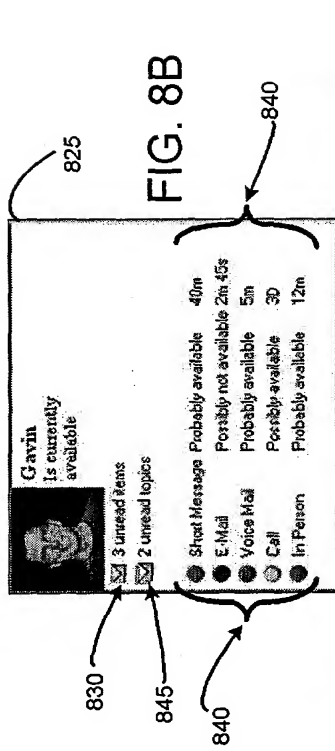 Gavin
Is currently
available
3 unread items
2 unread topics
Short Message Probably available 40m
E-Mail Possibly not available 2m 45s
Voice Mail Probably available 5m
Call Possibly available 30
In Person Probably available 12m
825
830
845
840
840
FIG. 8B